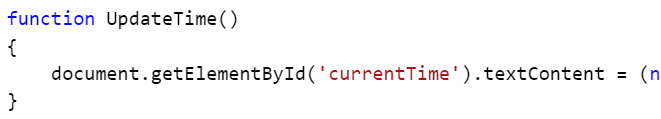 function UpdateTime()
{
    document.getElementById('currentTime').textContent = (n
}